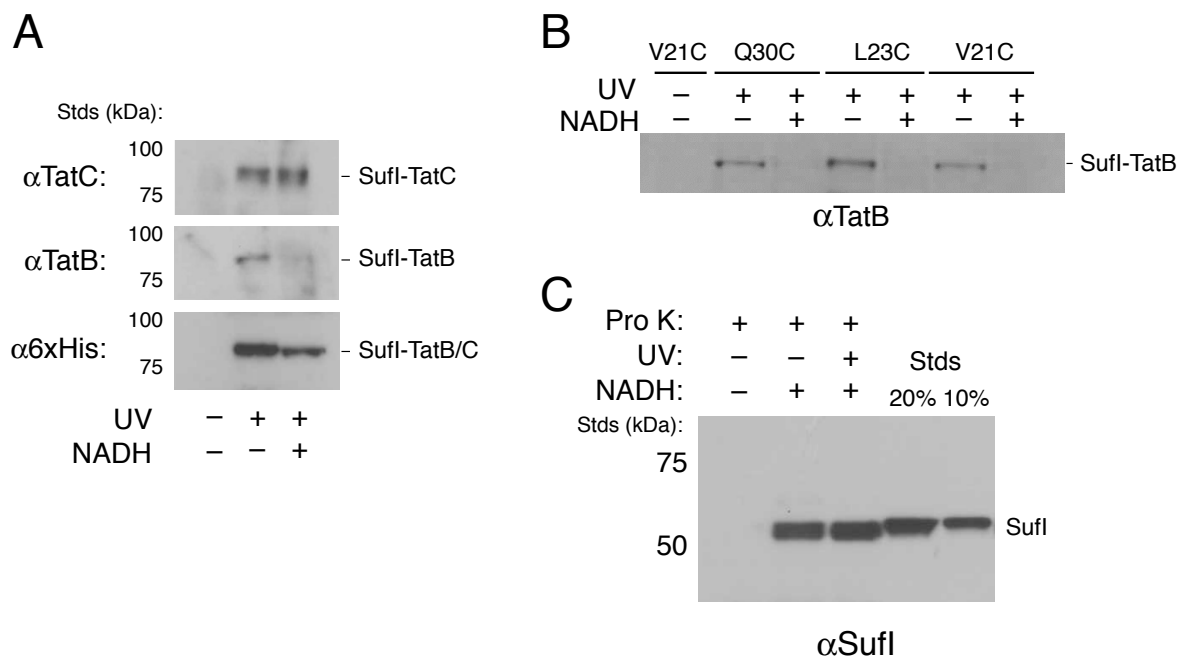 A
Stds (kDa):
αTatC:
100
75
SufI-TatC
αTatB:
100
75
SufI-TatB
α6xHis:
100
75
SufI-TatB/C
UV – + +
NADH – – +
B
V21C Q30C L23C V21C
UV – + + + + + +
NADH – – + – + – +
SufI-TatB
αTatB
C
Pro K: + + +
UV: – – +
NADH: – + +
Stds
20% 10%
Stds (kDa):
75
50
SufI
αSufI